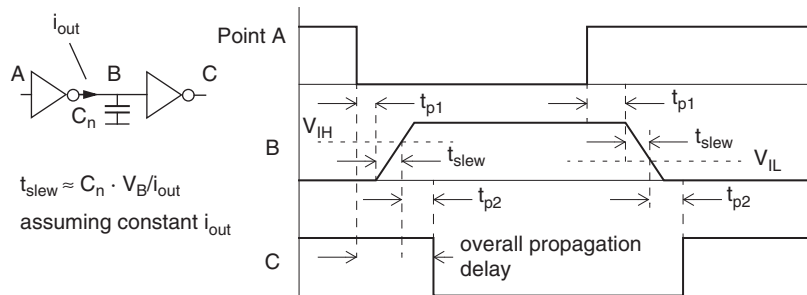 i_out
A
B
C
C_n
t_slew ≈ C_n · V_B/i_out
assuming constant i_out
Point A
t_p1
t_p1
V_IH
B
t_slew
t_slew
V_IL
t_p2
t_p2
C
overall propagation
delay